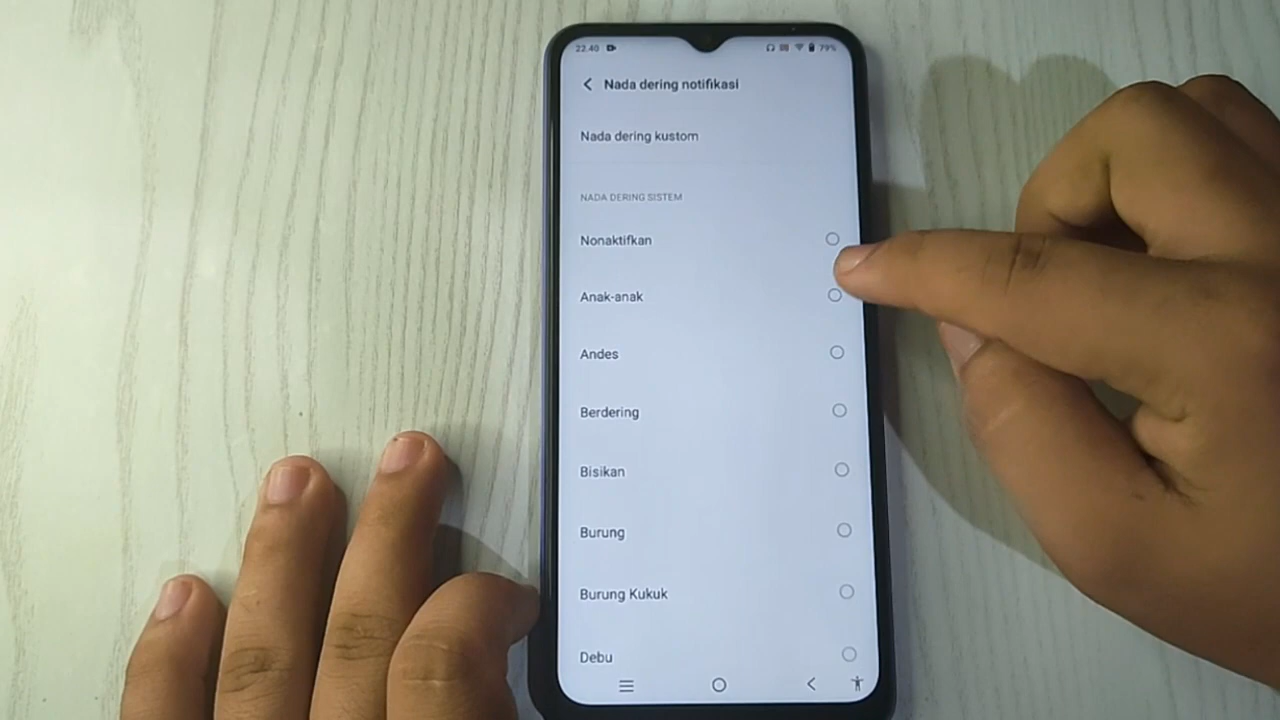 22.40 79%
Nada dering notifikasi
Nada dering kustom
NADA DERING SISTEM
Nonaktifkan
Anak-anak
Andes
Berdering
Bisikan
Burung
Burung Kukuk
Debu